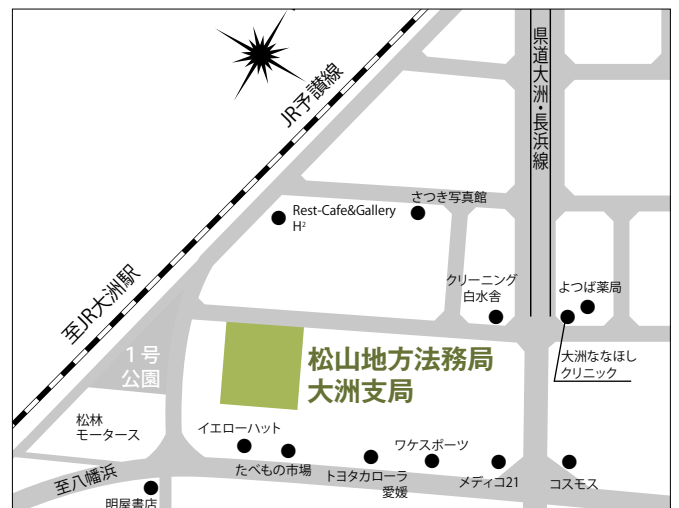 県道大洲・長浜線
JR予讃線
さつき写真館
Rest-Cafe&Gallery
H²
至JR大洲駅
クリーニング
白水舎
よつば薬局
1号
公園
松山地方法務局
大洲支局
大洲ななほし
クリニック
松林
モータース
イエローハット
たべもの市場
トヨタカローラ
愛媛
ワケスポーツ
メディコ21
コスモス
至八幡浜
明屋書店